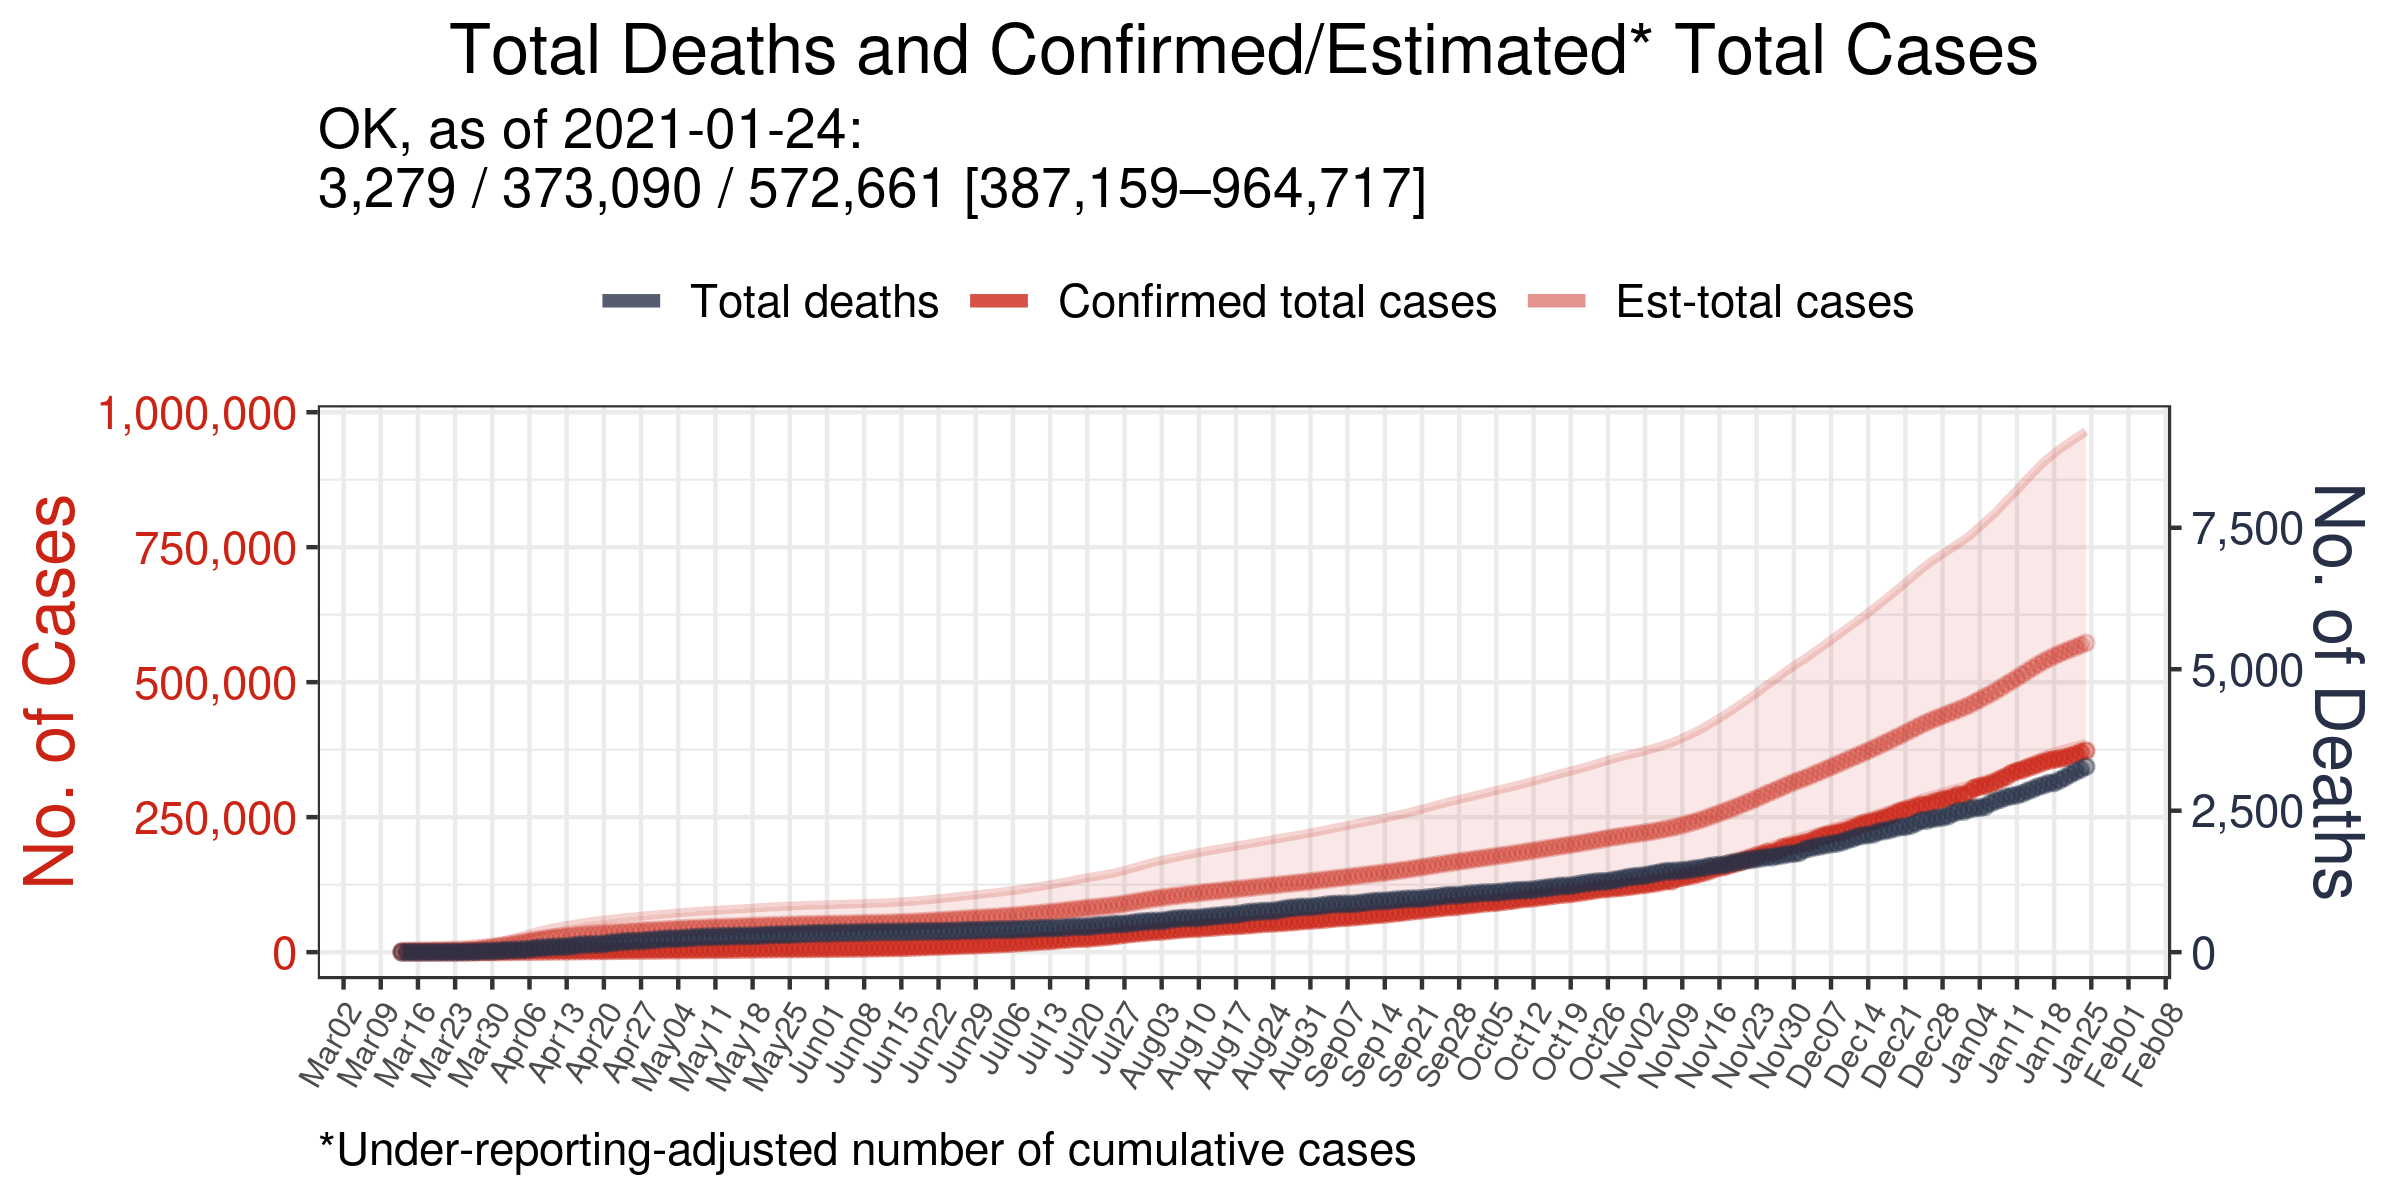 Total Deaths and Confirmed/Estimated* Total Cases
OK, as of 2021-01-24:
3,279 / 373,090 / 572,661 [387,159–964,717]
Total deaths
Confirmed total cases
Est-total cases
No. of Cases
1,000,000
750,000
500,000
250,000
0
7,500
5,000
2,500
0
No. of Deaths
Mar02
Mar09
Mar16
Mar23
Mar30
Apr06
Apr13
Apr20
Apr27
May04
May11
May18
May25
Jun01
Jun08
Jun15
Jun22
Jun29
Jul06
Jul13
Jul20
Jul27
Aug03
Aug10
Aug17
Aug24
Aug31
Sep07
Sep14
Sep21
Sep28
Oct05
Oct12
Oct19
Oct26
Nov02
Nov09
Nov16
Nov23
Nov30
Dec07
Dec14
Dec21
Dec28
Jan04
Jan11
Jan18
Jan25
Feb01
Feb08
*Under-reporting-adjusted number of cumulative cases